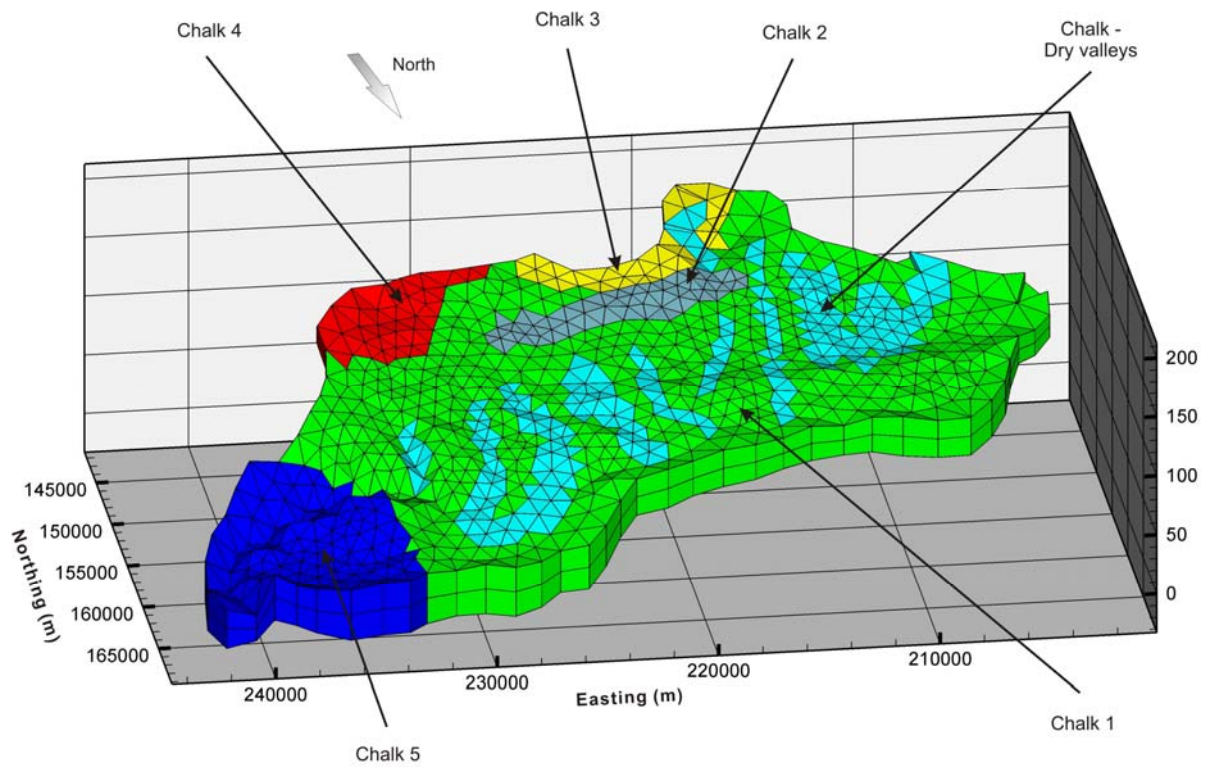 Chalk 4
Chalk 3
Chalk 2
Chalk -
Dry valleys
North
200
150
100
50
0
145000
150000
155000
160000
165000
Northing (m)
240000
230000
220000
210000
Easting (m)
Chalk 1
Chalk 5